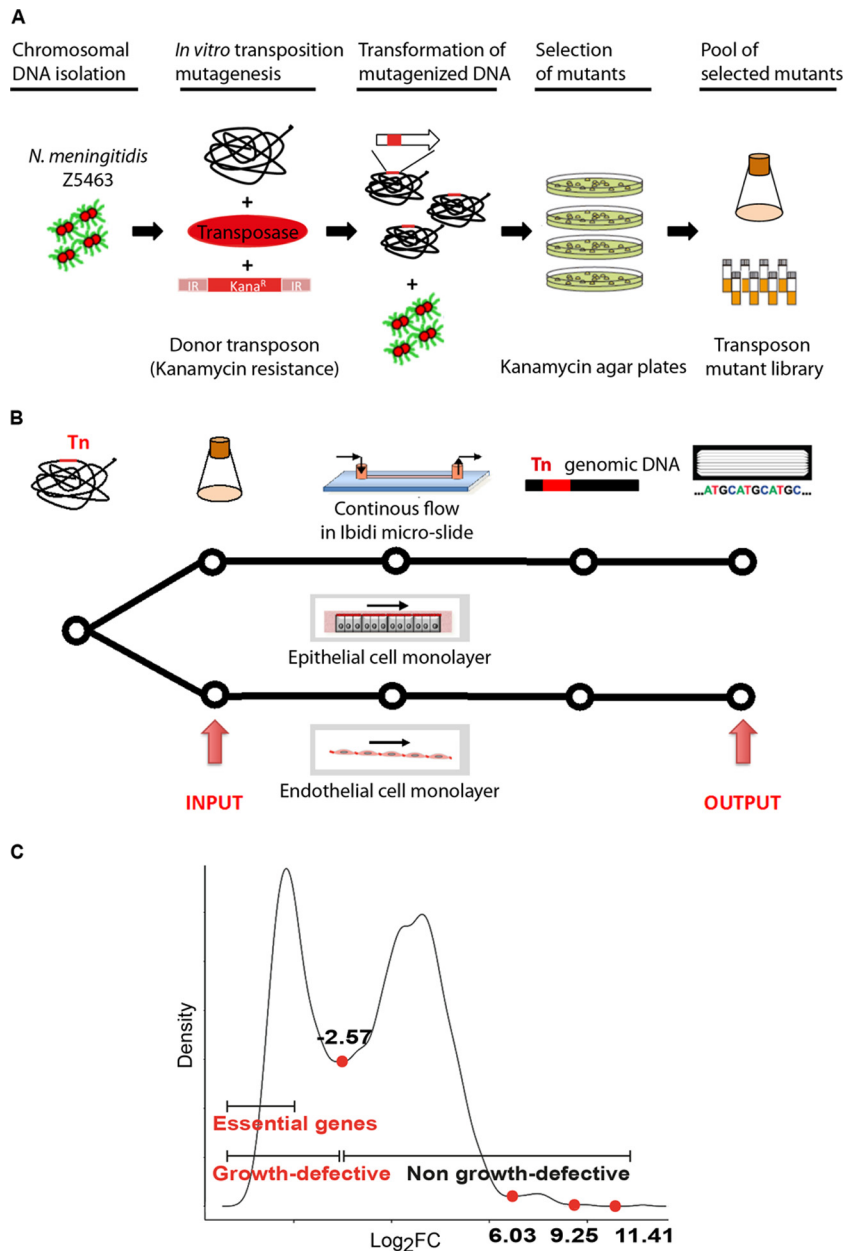 A
Chromosomal
DNA isolation
In vitro transposition
mutagenesis
Transformation of
mutagenized DNA
Selection
of mutants
Pool of
selected mutants
N. meningitidis
Z5463
+
Transposase
+
IR Kanaᴿ IR
Donor transposon
(Kanamycin resistance)
+
Kanamycin agar plates
Transposon
mutant library
B
Tn
Continous flow
in Ibidi micro-slide
Tn genomic DNA
...ATGCATGCATGC...
Epithelial cell monolayer
Endothelial cell monolayer
INPUT
OUTPUT
C
Density
-2.57
Essential genes
Growth-defective
Non growth-defective
6.03 9.25 11.41
Log₂FC